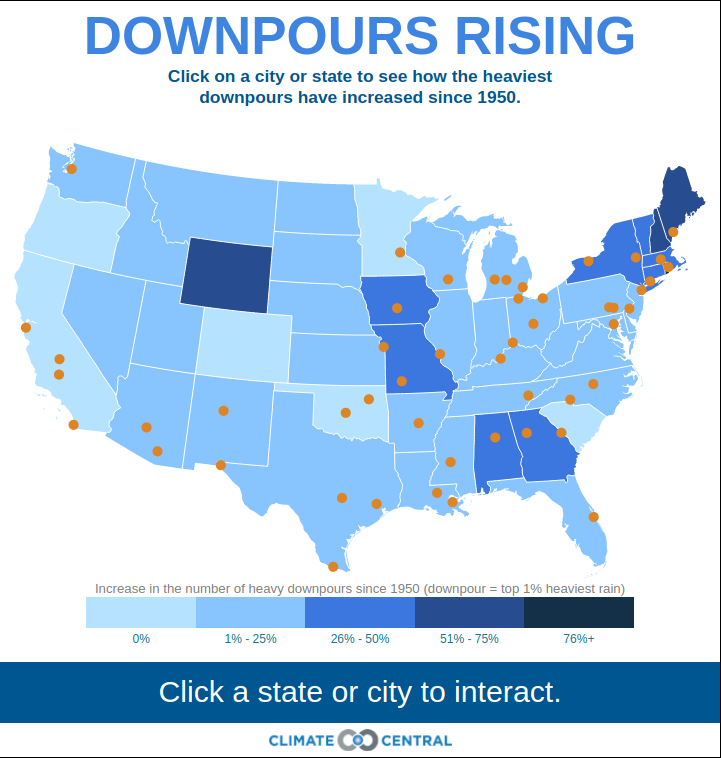 DOWNPOURS RISING
Click on a city or state to see how the heaviest
downpours have increased since 1950.
Increase in the number of heavy downpours since 1950 (downpour = top 1% heaviest rain)
0% 1% - 25% 26% - 50% 51% - 75% 76%+
Click a state or city to interact.
CLIMATE CENTRAL